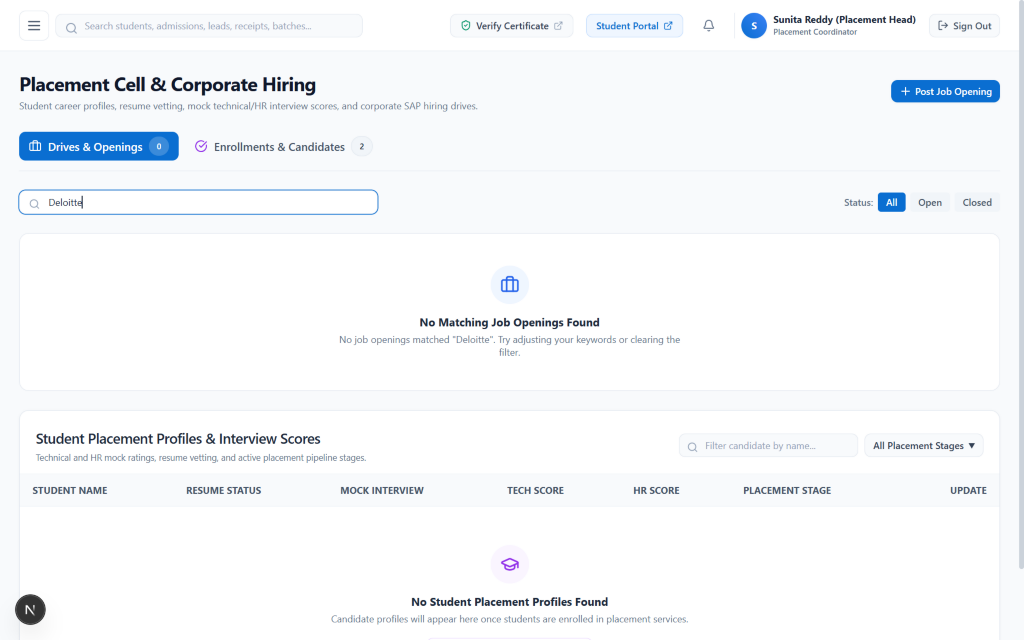 Search students, admissions, leads, receipts, batches...
Verify Certificate
Student Portal
S
Sunita Reddy (Placement Head)
Placement Coordinator
Sign Out
Placement Cell & Corporate Hiring
Student career profiles, resume vetting, mock technical/HR interview scores, and corporate SAP hiring drives.
+ Post Job Opening
Drives & Openings 0
Enrollments & Candidates 2
Deloitte
Status: All Open Closed
No Matching Job Openings Found
No job openings matched "Deloitte". Try adjusting your keywords or clearing the
filter.
Student Placement Profiles & Interview Scores
Technical and HR mock ratings, resume vetting, and active placement pipeline stages.
Filter candidate by name...
All Placement Stages ▼
STUDENT NAME RESUME STATUS MOCK INTERVIEW TECH SCORE HR SCORE PLACEMENT STAGE UPDATE
No Student Placement Profiles Found
Candidate profiles will appear here once students are enrolled in placement services.
N